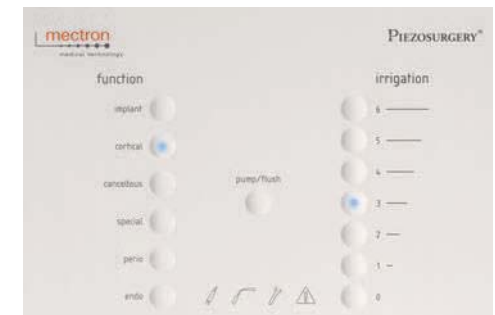 mectron
medical technology
PIEZOSURGERY®
function
irrigation
implant
cortical
cancellous
special
perio
endo
pump/flush
6
5
4
3
2
1
0